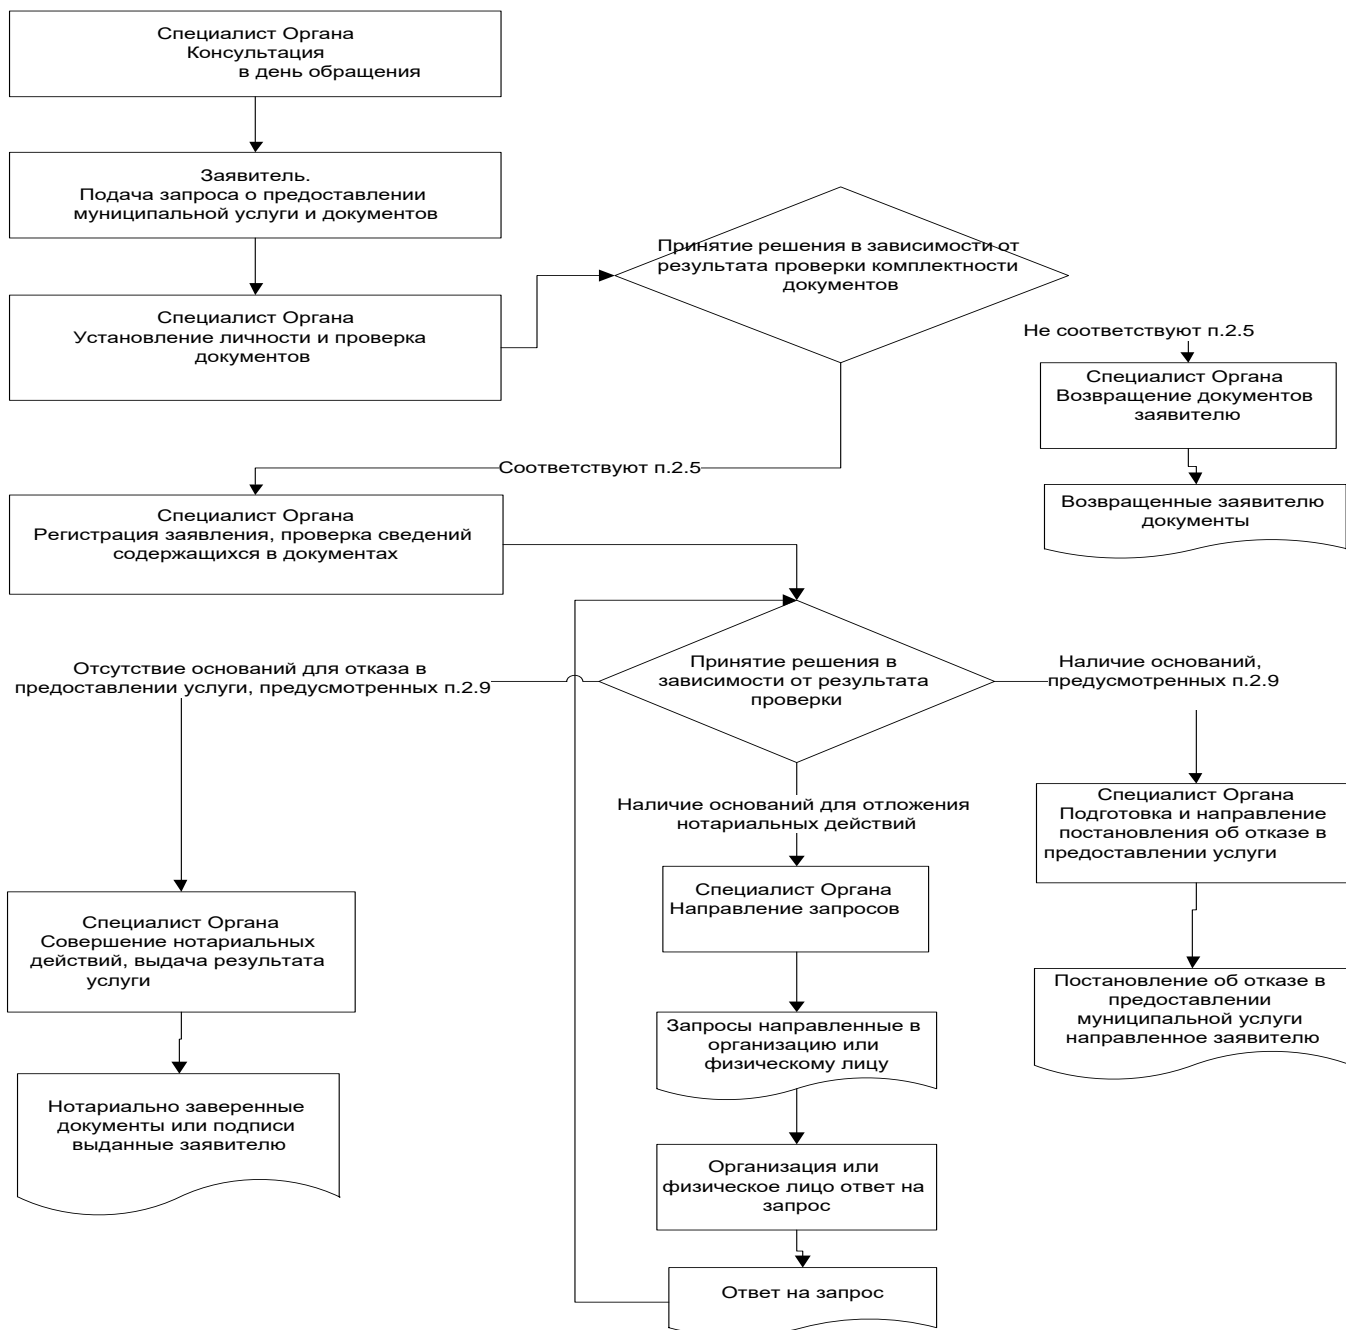 Специалист Органа
Консультация
в день обращения
Заявитель.
Подача запроса о предоставлении
муниципальной услуги и документов
Специалист Органа
Установление личности и проверка
документов
Принятие решения в зависимости от
результата проверки комплектности
документов
Не соответствуют п.2.5
Специалист Органа
Возвращение документов
заявителю
Возвращенные заявителю
документы
Соответствуют п.2.5
Специалист Органа
Регистрация заявления, проверка сведений
содержащихся в документах
Принятие решения в
зависимости от результата
проверки
Отсутствие оснований для отказа в
предоставлении услуги, предусмотренных п.2.9
Наличие оснований,
предусмотренных п.2.9
Наличие оснований для отложения
нотариальных действий
Специалист Органа
Подготовка и направление
постановления об отказе в
предоставлении услуги
Специалист Органа
Направление запросов
Специалист Органа
Совершение нотариальных
действий, выдача результата
услуги
Постановление об отказе в
предоставлении
муниципальной услуги
направленное заявителю
Запросы направленные в
организацию или
физическому лицу
Нотариально заверенные
документы или подписи
выданные заявителю
Организация или
физическое лицо ответ на
запрос
Ответ на запрос